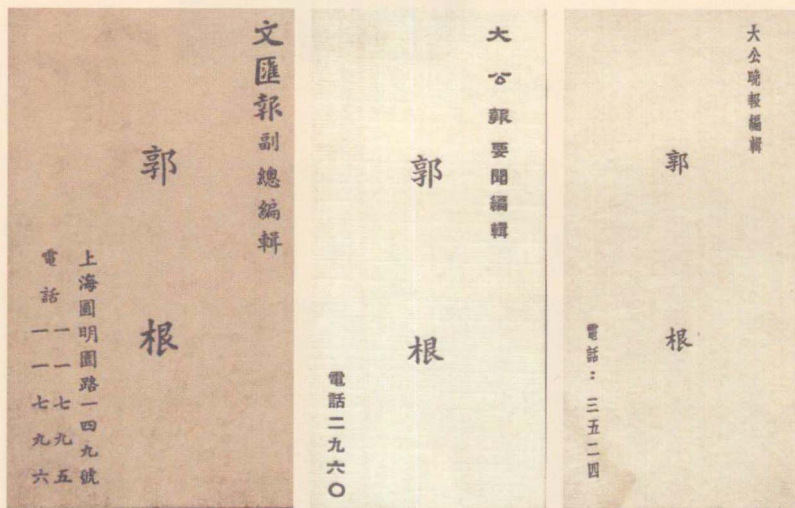 文匯報副總編輯
郭根
上海圓明園路一四九號
電話一一七九五
一一七九六
大公報要聞編輯
郭根
電話二九六〇
大公晚報編輯
郭根
電話：三五二四